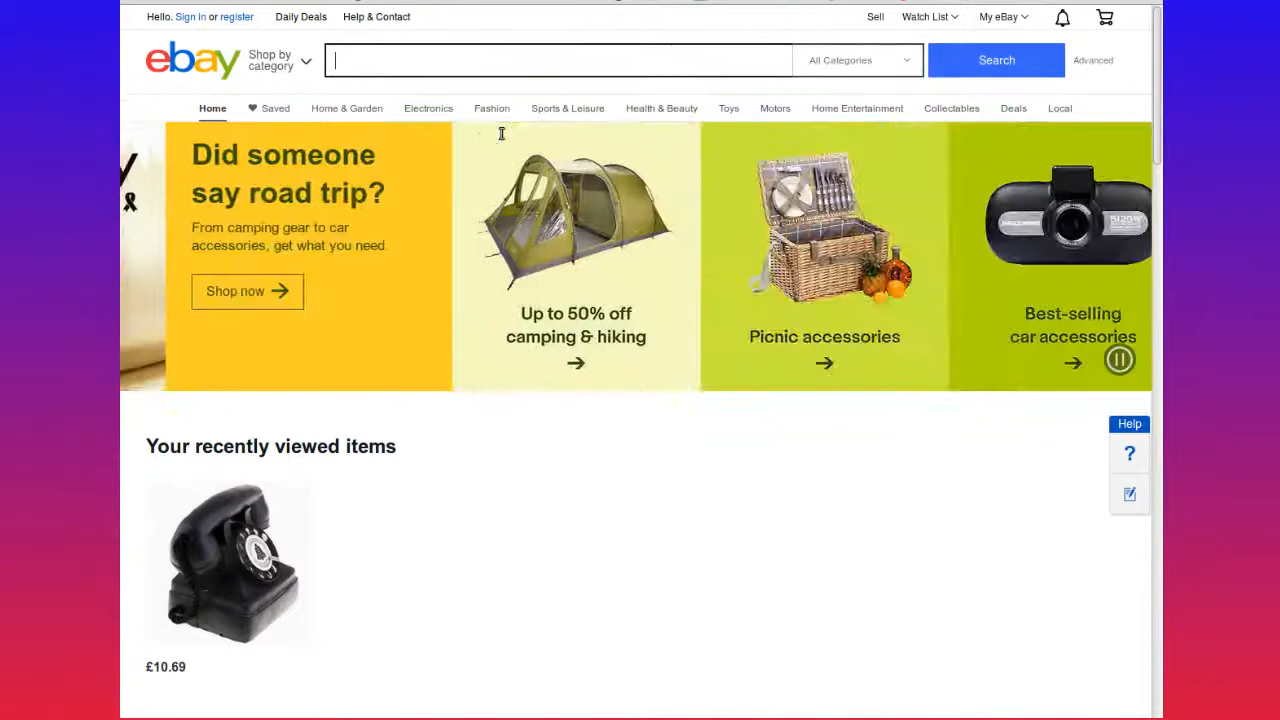 Hello. Sign in or register Daily Deals Help & Contact Sell Watch List My eBay
ebay Shop by category All Categories Search Advanced
Home Saved Home & Garden Electronics Fashion Sports & Leisure Health & Beauty Toys Motors Home Entertainment Collectables Deals Local
Did someone
say road trip?
From camping gear to car
accessories, get what you need.
Shop now
Up to 50% off
camping & hiking
Picnic accessories
Best-selling
car accessories
Help
?
Your recently viewed items
£10.69